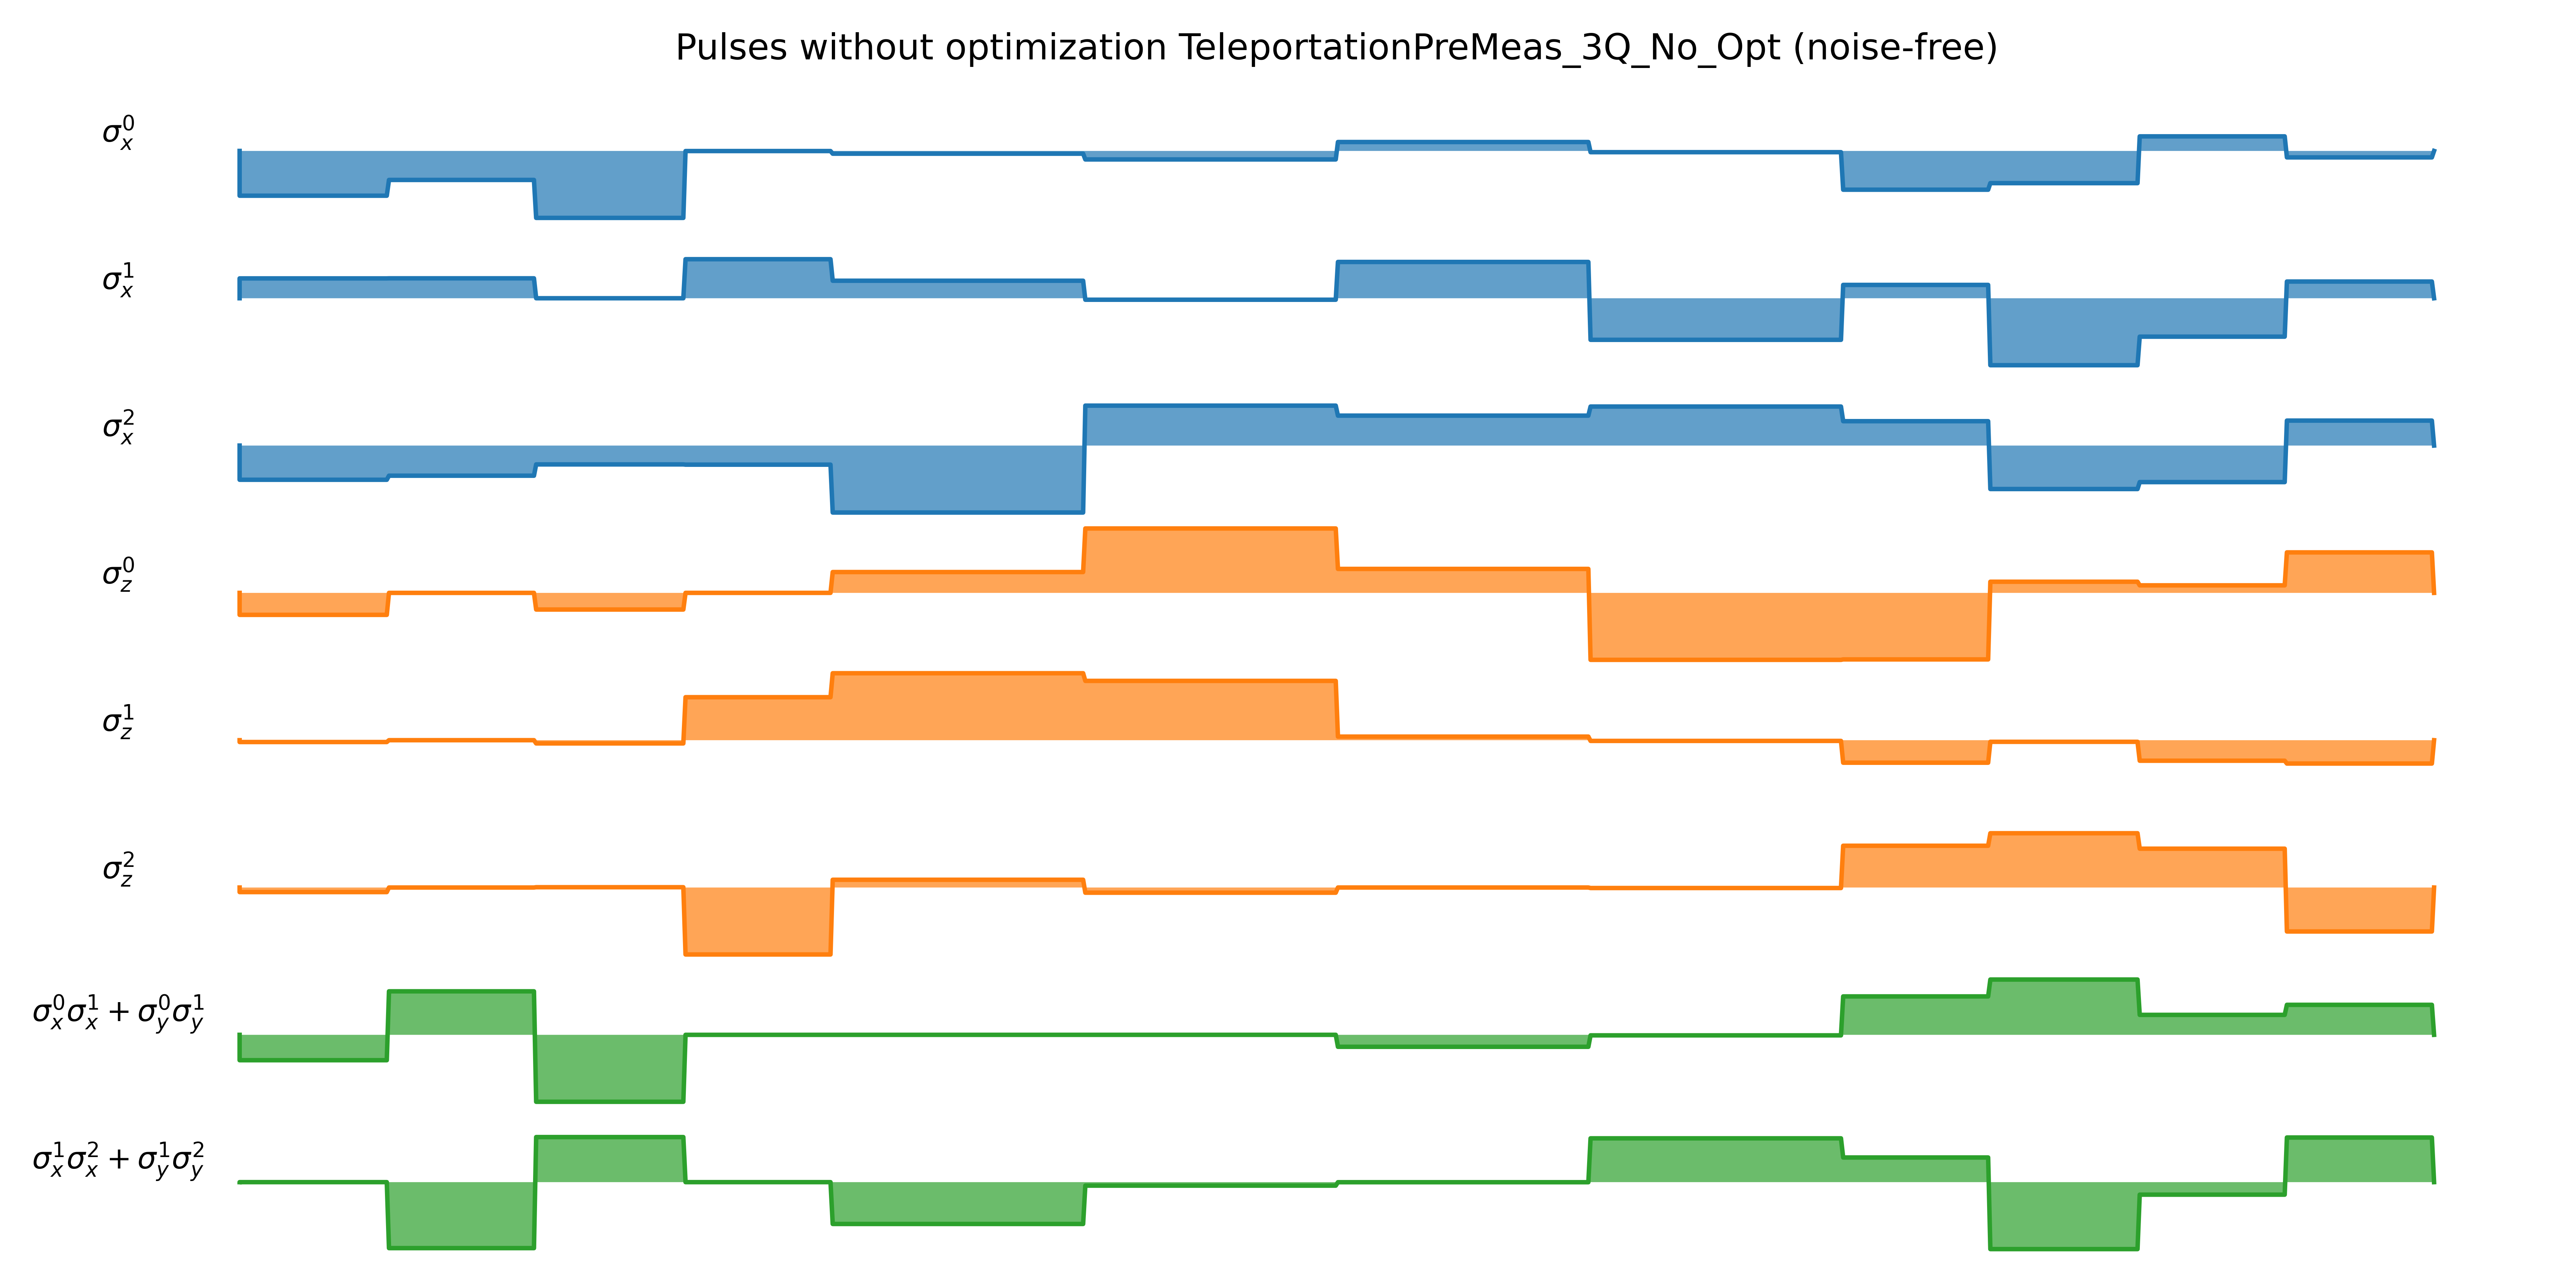 Pulses without optimization TeleportationPreMeas_3Q_No_Opt (noise-free)
σ_x^0
σ_x^1
σ_x^2
σ_z^0
σ_z^1
σ_z^2
σ_x^0σ_x^1 + σ_y^0σ_y^1
σ_x^1σ_x^2 + σ_y^1σ_y^2